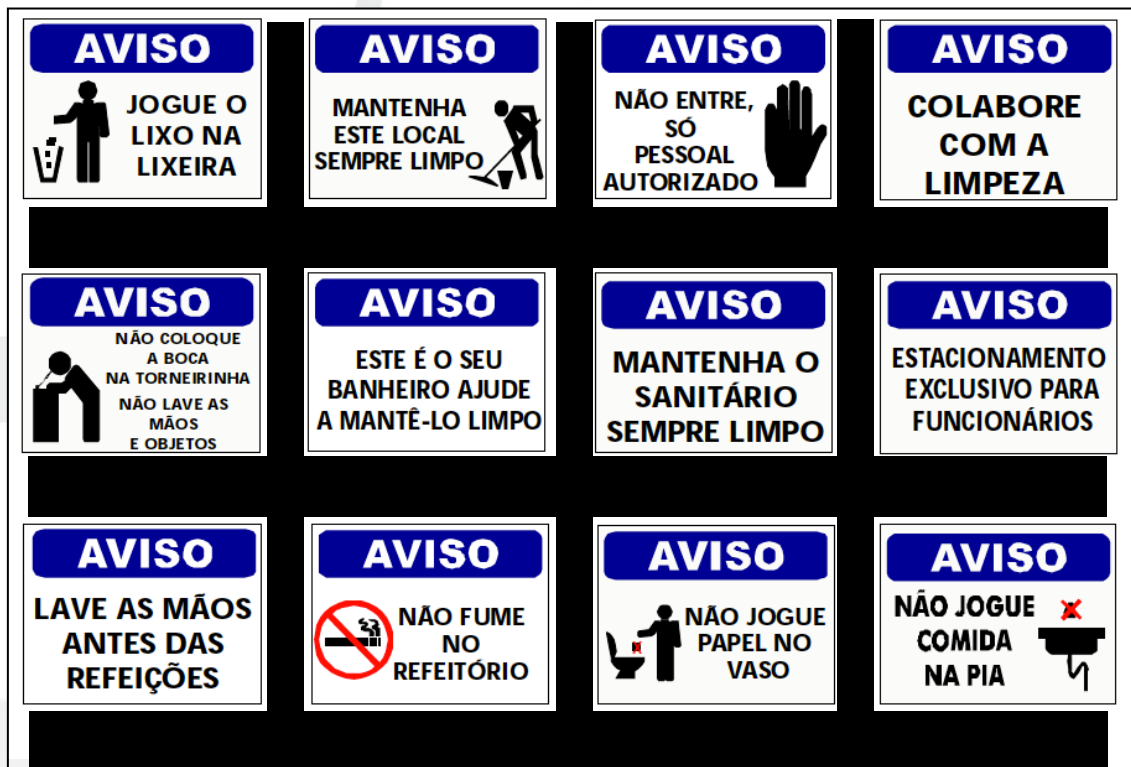 AVISO
JOGUE O
LIXO NA
LIXEIRA
AVISO
MANTENHA
ESTE LOCAL
SEMPRE LIMPO
AVISO
NÃO ENTRE,
SÓ
PESSOAL
AUTORIZADO
AVISO
COLABORE
COM A
LIMPEZA
AVISO
NÃO COLOQUE
A BOCA
NA TORNEIRINHA
NÃO LAVE AS
MÃOS
E OBJETOS
AVISO
ESTE É O SEU
BANHEIRO AJUDE
A MANTÊ-LO LIMPO
AVISO
MANTENHA O
SANITÁRIO
SEMPRE LIMPO
AVISO
ESTACIONAMENTO
EXCLUSIVO PARA
FUNCIONÁRIOS
AVISO
LAVE AS MÃOS
ANTES DAS
REFEIÇÕES
AVISO
NÃO FUME
NO
REFEITÓRIO
AVISO
NÃO JOGUE
PAPEL NO
VASO
AVISO
NÃO JOGUE
COMIDA
NA PIA